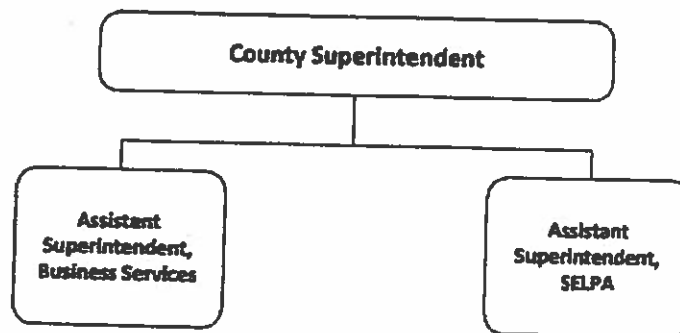 County Superintendent
Assistant
Superintendent,
Business Services
Assistant
Superintendent,
SELPA